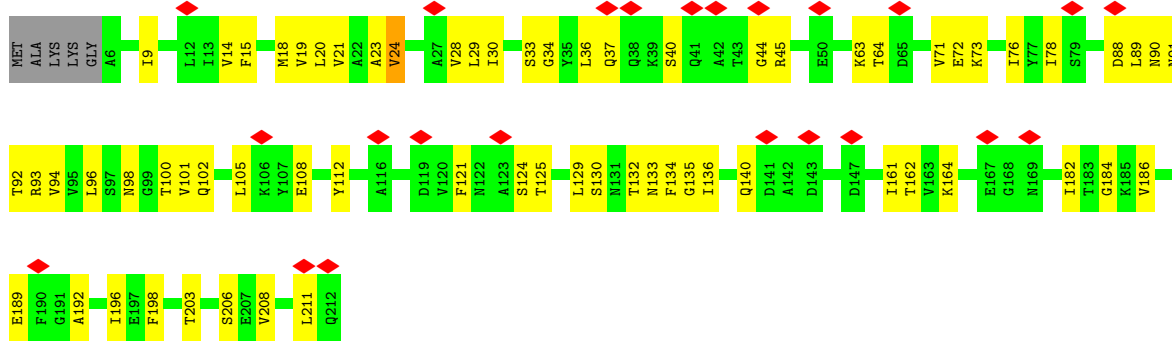 MET ALA LYS LYS GLY A6 I9 L12 I13 V14 F15 M18 V19 L20 V21 A22 A23 V24 A27 V28 L29 I30 S33 G34 Y35 L36 Q37 Q38 K39 S40 Q41 A42 T43 G44 R45 E50 K63 T64 D65 V71 E72 K73 I76 Y77 I78 S79 D88 L89 N90
T92 R93 V94 V95 L96 S97 N98 G99 T100 V101 Q102 L105 K106 Y107 E108 Y112 A116 D119 V120 F121 N122 A123 S124 T125 L129 S130 N131 T132 N133 F134 G135 I136 Q140 D141 A142 D143 D147 I161 T162 V163 K164 E167 G168 N169 I182 T183 G184 K185 V186
E189 F190 G191 A192 I196 E197 F198 T203 S206 E207 V208 L211 Q212